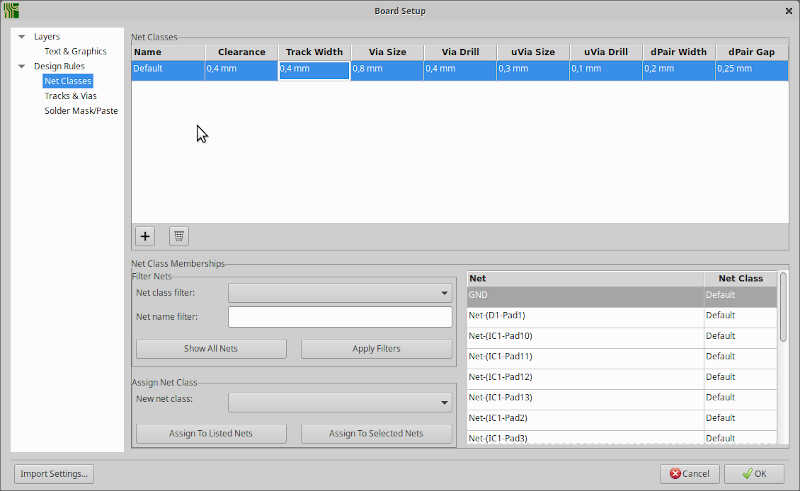 Board Setup
Layers
Text & Graphics
Design Rules
Net Classes
Tracks & Vias
Solder Mask/Paste
Net Classes
Name Clearance Track Width Via Size Via Drill uVia Size uVia Drill dPair Width dPair Gap
Default 0,4 mm 0,4 mm 0,8 mm 0,4 mm 0,3 mm 0,1 mm 0,2 mm 0,25 mm
Net Class Memberships
Filter Nets
Net class filter:
Net name filter:
Show All Nets Apply Filters
Assign Net Class
New net class:
Assign To Listed Nets Assign To Selected Nets
Net Net Class
GND Default
Net-(D1-Pad1) Default
Net-(IC1-Pad10) Default
Net-(IC1-Pad11) Default
Net-(IC1-Pad12) Default
Net-(IC1-Pad13) Default
Net-(IC1-Pad2) Default
Net-(IC1-Pad3) Default
Import Settings... Cancel OK